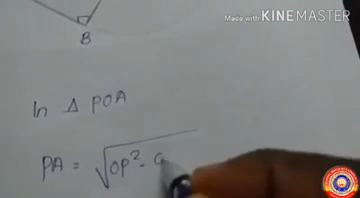 Made with KINEMASTER
B
In Δ POA
PA = √OP² -